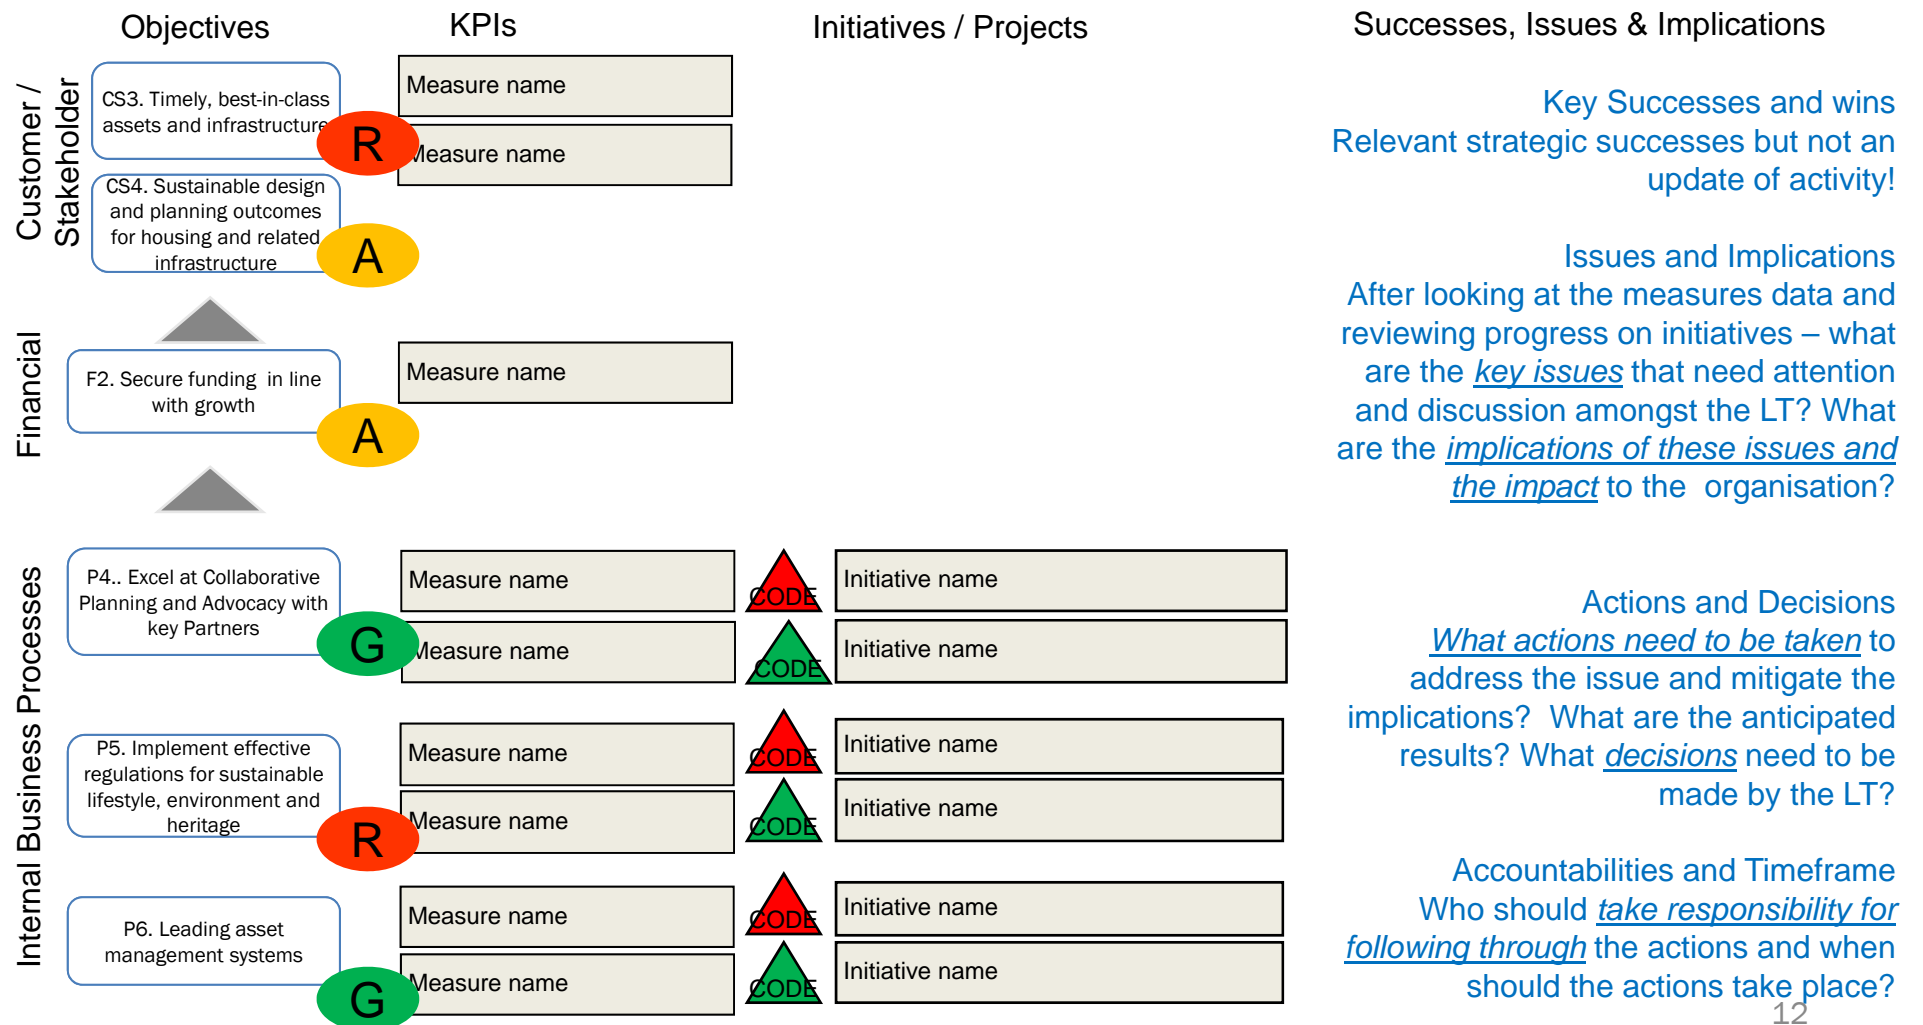 Objectives
KPIs
Initiatives / Projects
Successes, Issues & Implications
Customer /
Stakeholder
CS3. Timely, best-in-class
assets and infrastructure
R
Measure name
Measure name
CS4. Sustainable design
and planning outcomes
for housing and related
infrastructure
A
Financial
F2. Secure funding  in line
with growth
A
Measure name
Internal Business Processes
P4.. Excel at Collaborative
Planning and Advocacy with
key Partners
G
Measure name
Measure name
CODE
Initiative name
CODE
Initiative name
P5. Implement effective
regulations for sustainable
lifestyle, environment and
heritage
R
Measure name
Measure name
CODE
Initiative name
CODE
Initiative name
P6. Leading asset
management systems
G
Measure name
Measure name
CODE
Initiative name
CODE
Initiative name
Key Successes and wins
Relevant strategic successes but not an
update of activity!
Issues and Implications
After looking at the measures data and
reviewing progress on initiatives – what
are the key issues that need attention
and discussion amongst the LT? What
are the implications of these issues and
the impact to the  organisation?
Actions and Decisions
What actions need to be taken to
address the issue and mitigate the
implications?  What are the anticipated
results? What decisions need to be
made by the LT?
Accountabilities and Timeframe
Who should take responsibility for
following through the actions and when
should the actions take place?
12